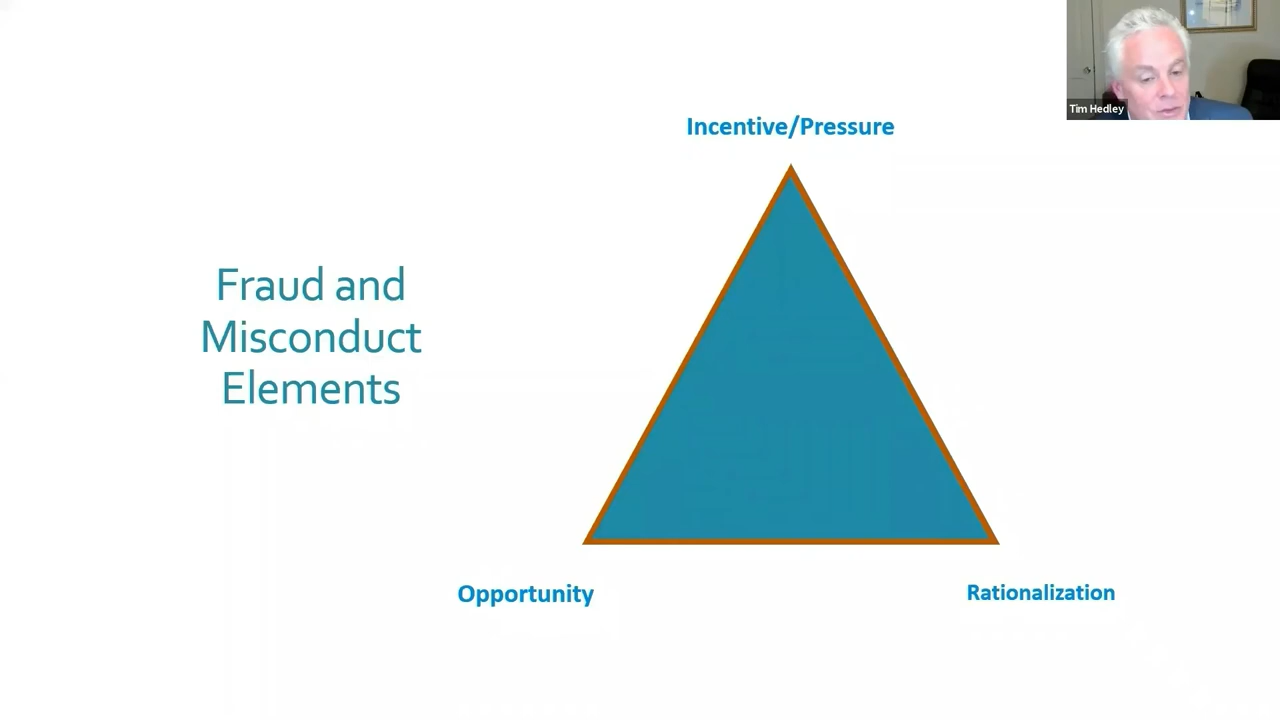 Tim Hedley
Incentive/Pressure
Fraud and
Misconduct
Elements
Opportunity
Rationalization